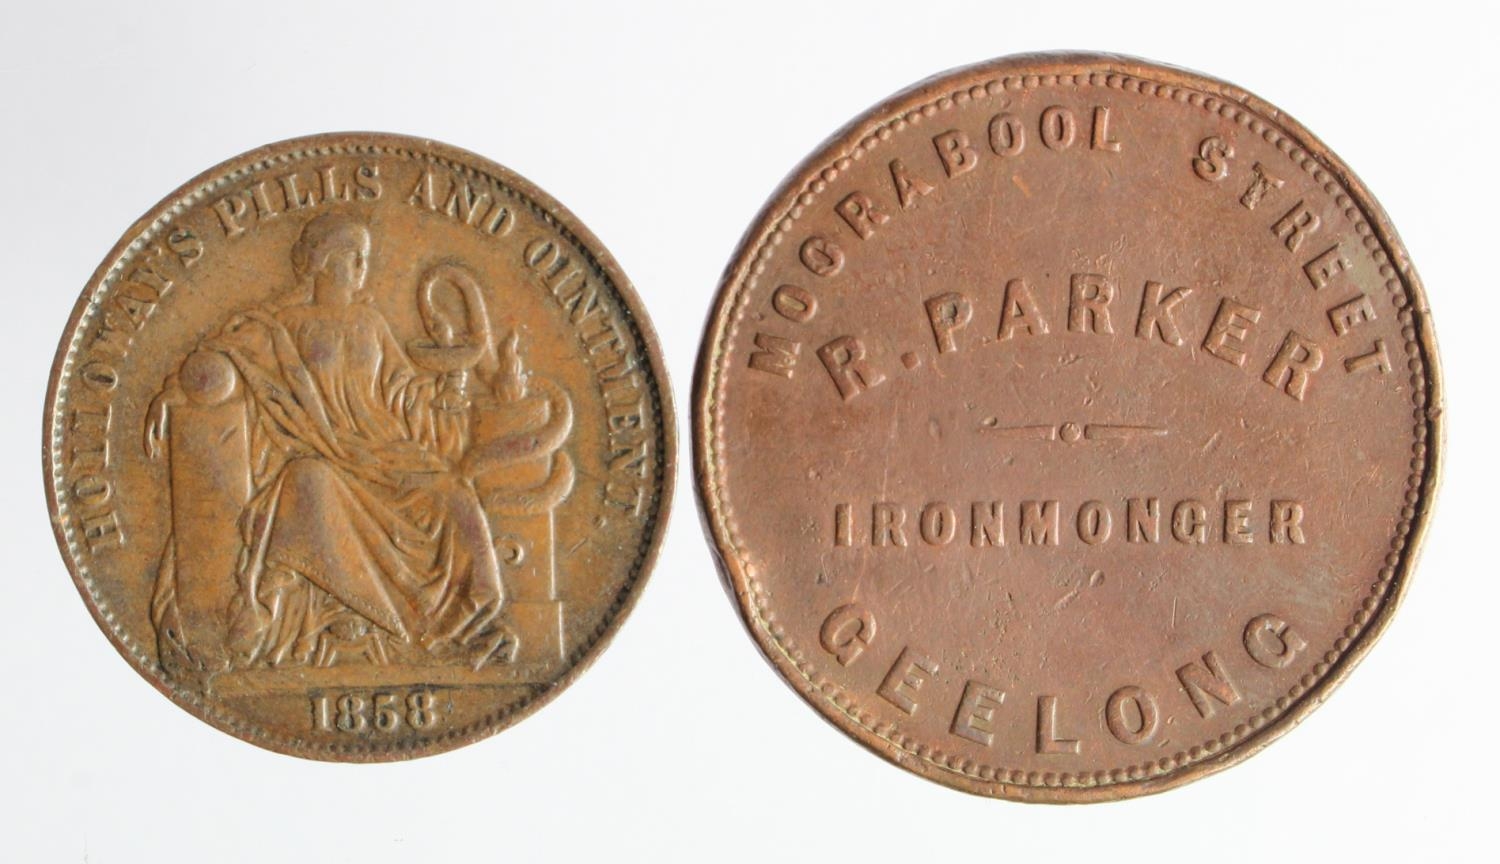 HOLLOWAY'S PILLS AND OINTMENT.
1858
MOORABOOL STREET
R. PARKER
IRONMONGER
GEELONG